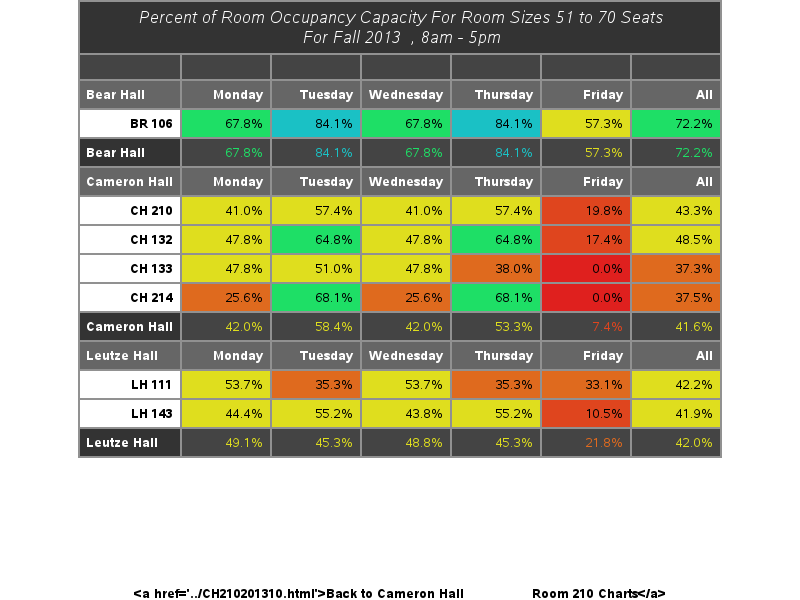 Percent of Room Occupancy Capacity For Room Sizes 51 to 70 Seats
For Fall 2013 , 8am - 5pm
Bear Hall Monday Tuesday Wednesday Thursday Friday All
BR 106 67.8% 84.1% 67.8% 84.1% 57.3% 72.2%
Bear Hall 67.8% 84.1% 67.8% 84.1% 57.3% 72.2%
Cameron Hall Monday Tuesday Wednesday Thursday Friday All
CH 210 41.0% 57.4% 41.0% 57.4% 19.8% 43.3%
CH 132 47.8% 64.8% 47.8% 64.8% 17.4% 48.5%
CH 133 47.8% 51.0% 47.8% 38.0% 0.0% 37.3%
CH 214 25.6% 68.1% 25.6% 68.1% 0.0% 37.5%
Cameron Hall 42.0% 58.4% 42.0% 53.3% 7.4% 41.6%
Leutze Hall Monday Tuesday Wednesday Thursday Friday All
LH 111 53.7% 35.3% 53.7% 35.3% 33.1% 42.2%
LH 143 44.4% 55.2% 43.8% 55.2% 10.5% 41.9%
Leutze Hall 49.1% 45.3% 48.8% 45.3% 21.8% 42.0%
<a href='../CH210201310.html'>Back to Cameron Hall Room 210 Charts</a>